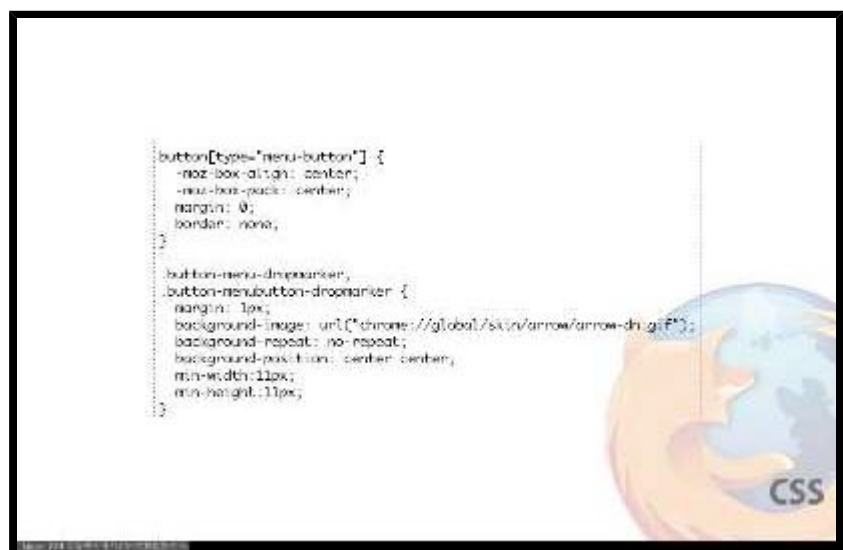 button[type="menu-button"] {
-moz-box-align: center;
-moz-box-pack: center;
margin: 0;
border: none;
}
.button-menu-dropmarker,
.button-menubutton-dropmarker {
margin: 1px;
background-image: url("chrome://global/skin/arrow/arrow-dn.gif");
background-repeat: no-repeat;
background-position: center center;
min-width:11px;
min-height:11px;
}
CSS